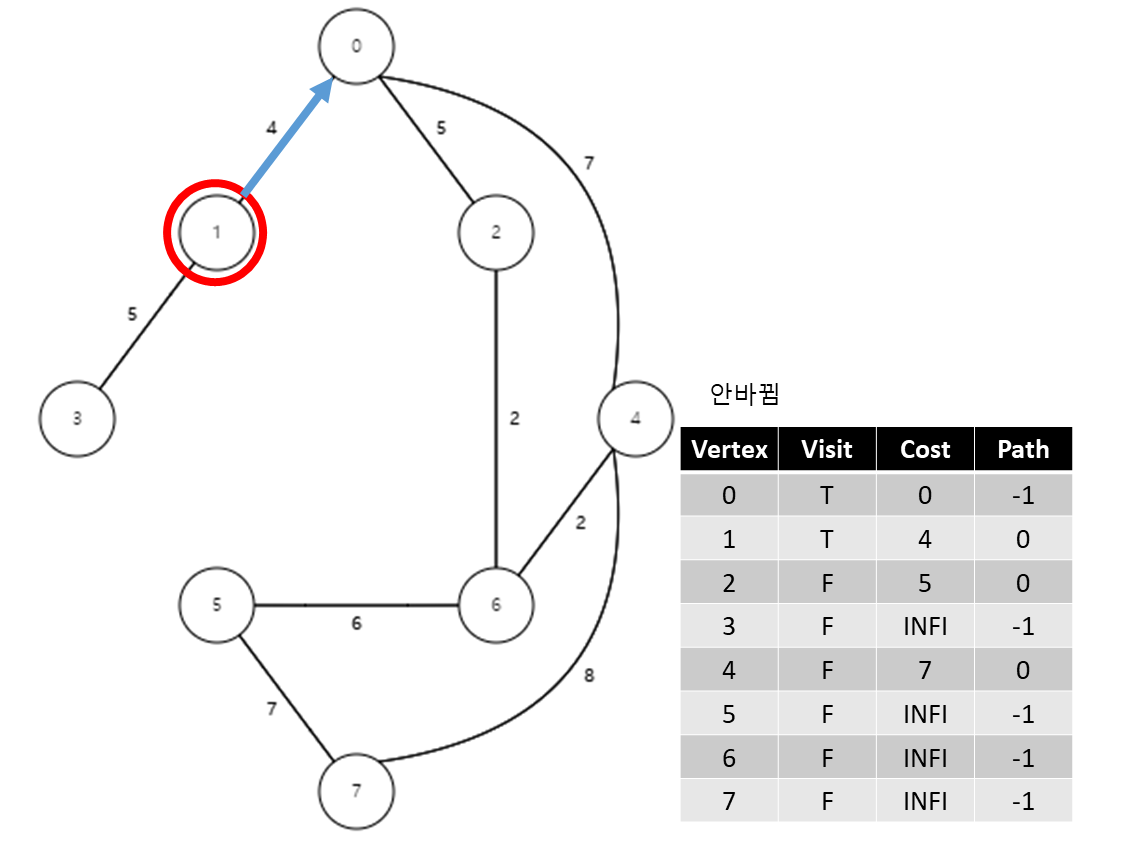 0
4
5
7
1
2
5
3
2
4
2
5
6
6
7
8
7
안바뀜
Vertex Visit Cost Path
0 T 0 -1
1 T 4 0
2 F 5 0
3 F INFI -1
4 F 7 0
5 F INFI -1
6 F INFI -1
7 F INFI -1